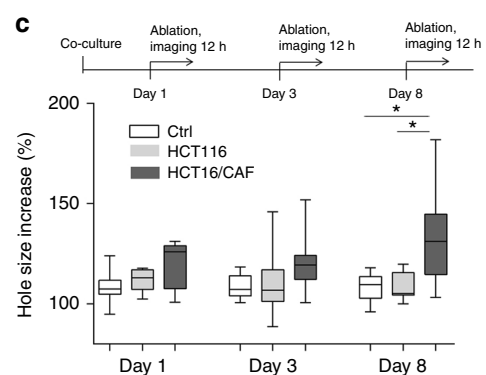 c
Co-culture
Ablation,
imaging 12 h
Ablation,
imaging 12 h
Ablation,
imaging 12 h
Day 1
Day 3
Day 8
Hole size increase (%)
200
150
100
Ctrl
HCT116
HCT16/CAF
*
*
Day 1
Day 3
Day 8